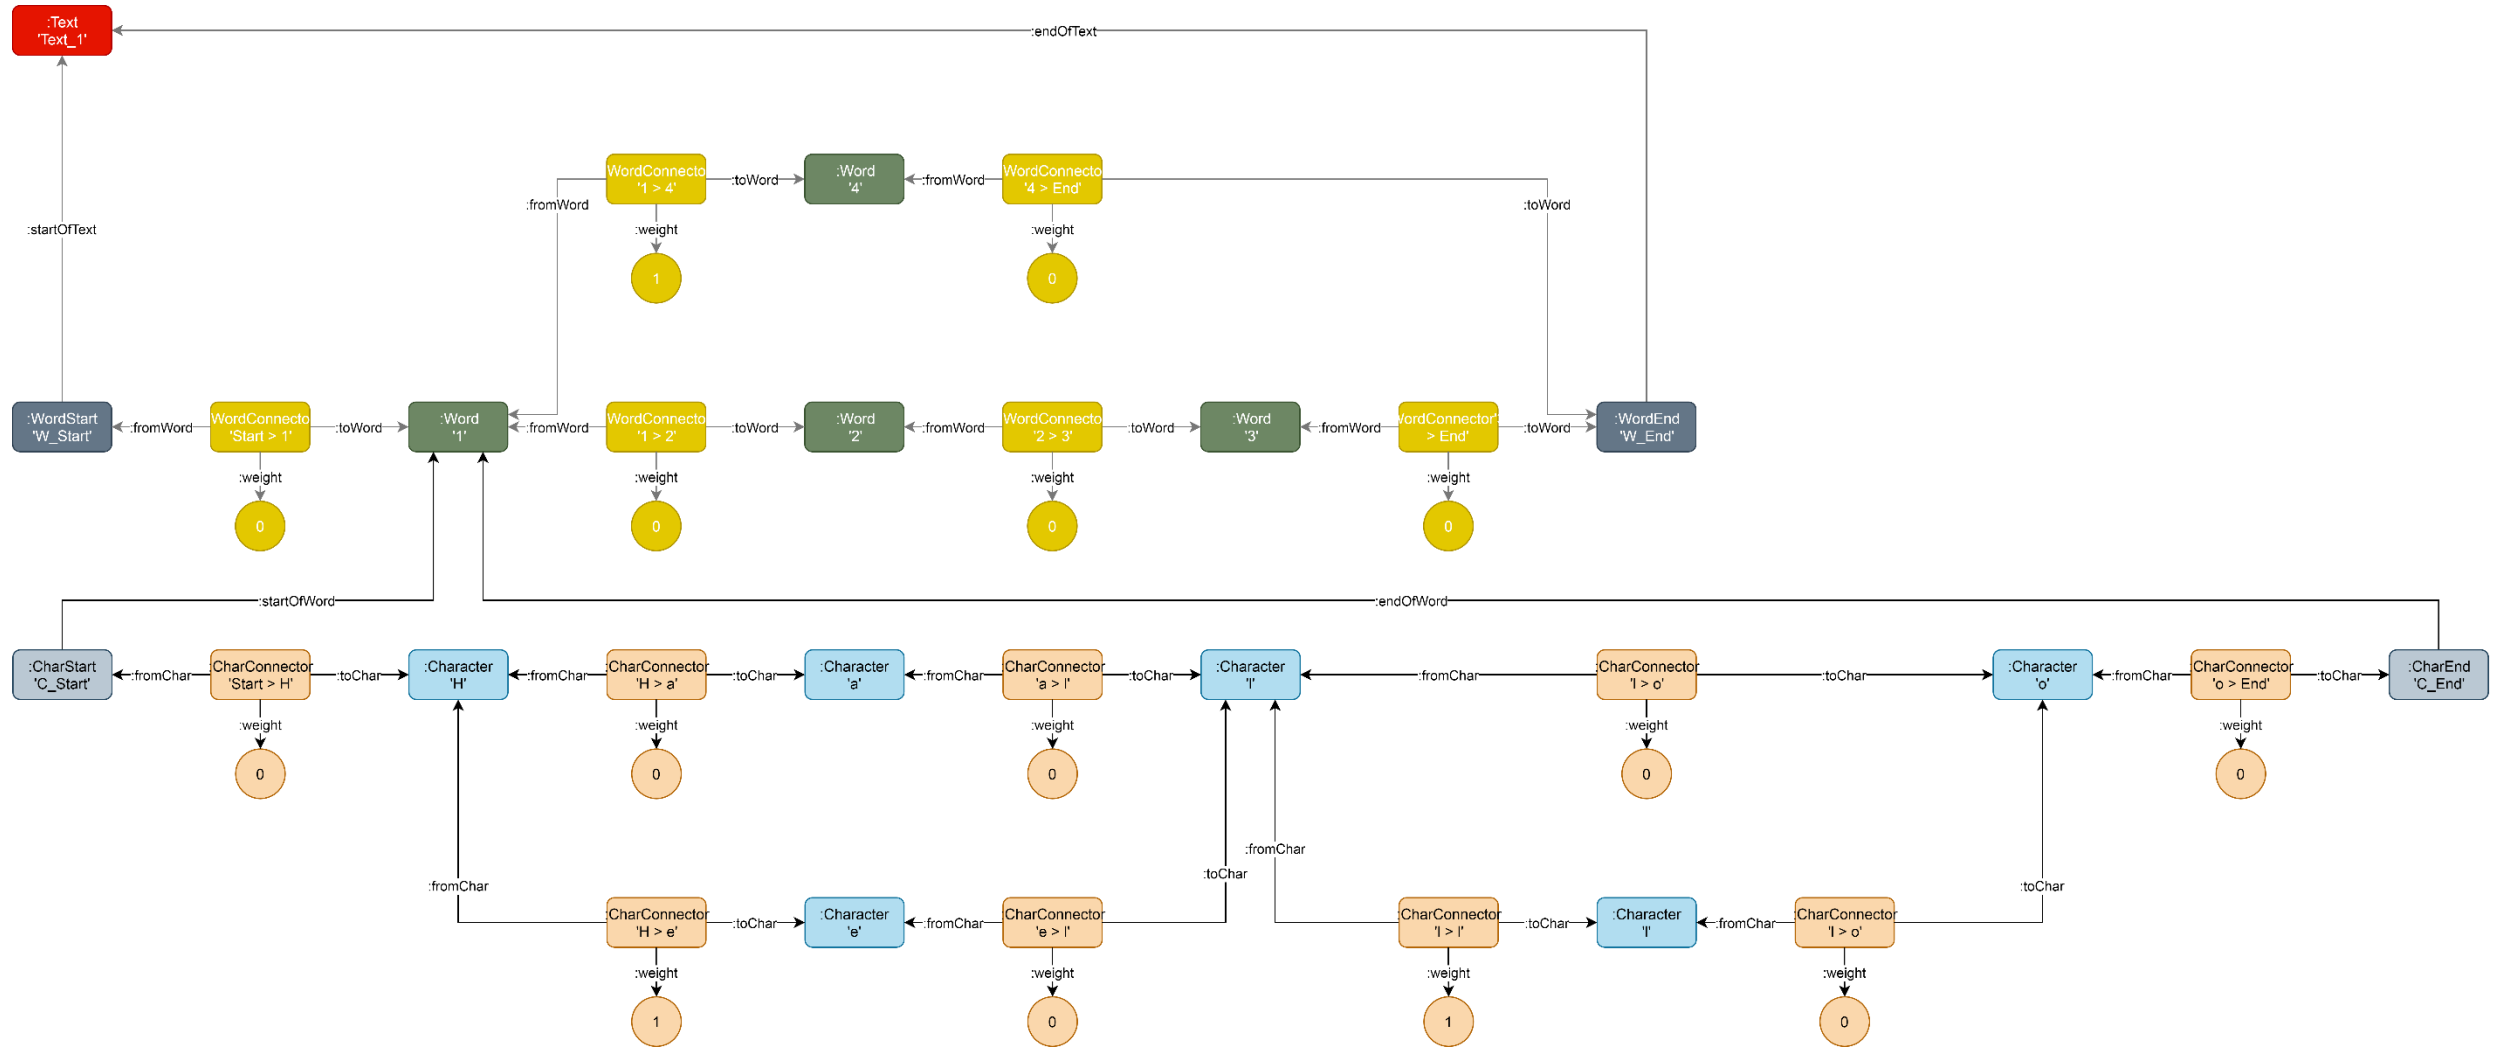 :Text
'Text_1'
:endOfText
:startOfText
WordConnecto
'1 > 4'
:toWord
:Word
'4'
:fromWord
WordConnecto
'4 > End'
:fromWord
:toWord
:weight
:weight
1
0
:WordStart
'W_Start'
:fromWord
WordConnecto
'Start > 1'
:toWord
:Word
'1'
:fromWord
WordConnecto
'1 > 2'
:toWord
:Word
'2'
:fromWord
WordConnecto
'2 > 3'
:toWord
:Word
'3'
:fromWord
WordConnector'
> End'
:toWord
:WordEnd
'W_End'
:weight
:weight
:weight
:weight
0
0
0
0
:startOfWord
:endOfWord
:CharStart
'C_Start'
:fromChar
:CharConnector
'Start > H'
:toChar
:Character
'H'
:fromChar
:CharConnector
'H > a'
:toChar
:Character
'a'
:fromChar
:CharConnector
'a > l'
:toChar
:Character
'l'
:fromChar
:CharConnector
'l > o'
:toChar
:Character
'o'
:fromChar
:CharConnector
'o > End'
:toChar
:CharEnd
'C_End'
:weight
:weight
:weight
:weight
:weight
0
0
0
0
0
:fromChar
:toChar
:fromChar
:toChar
:CharConnector
'H > e'
:toChar
:Character
'e'
:fromChar
:CharConnector
'e > l'
:CharConnector
'l > l'
:toChar
:Character
'l'
:fromChar
:CharConnector
'l > o'
:weight
:weight
:weight
:weight
1
0
1
0